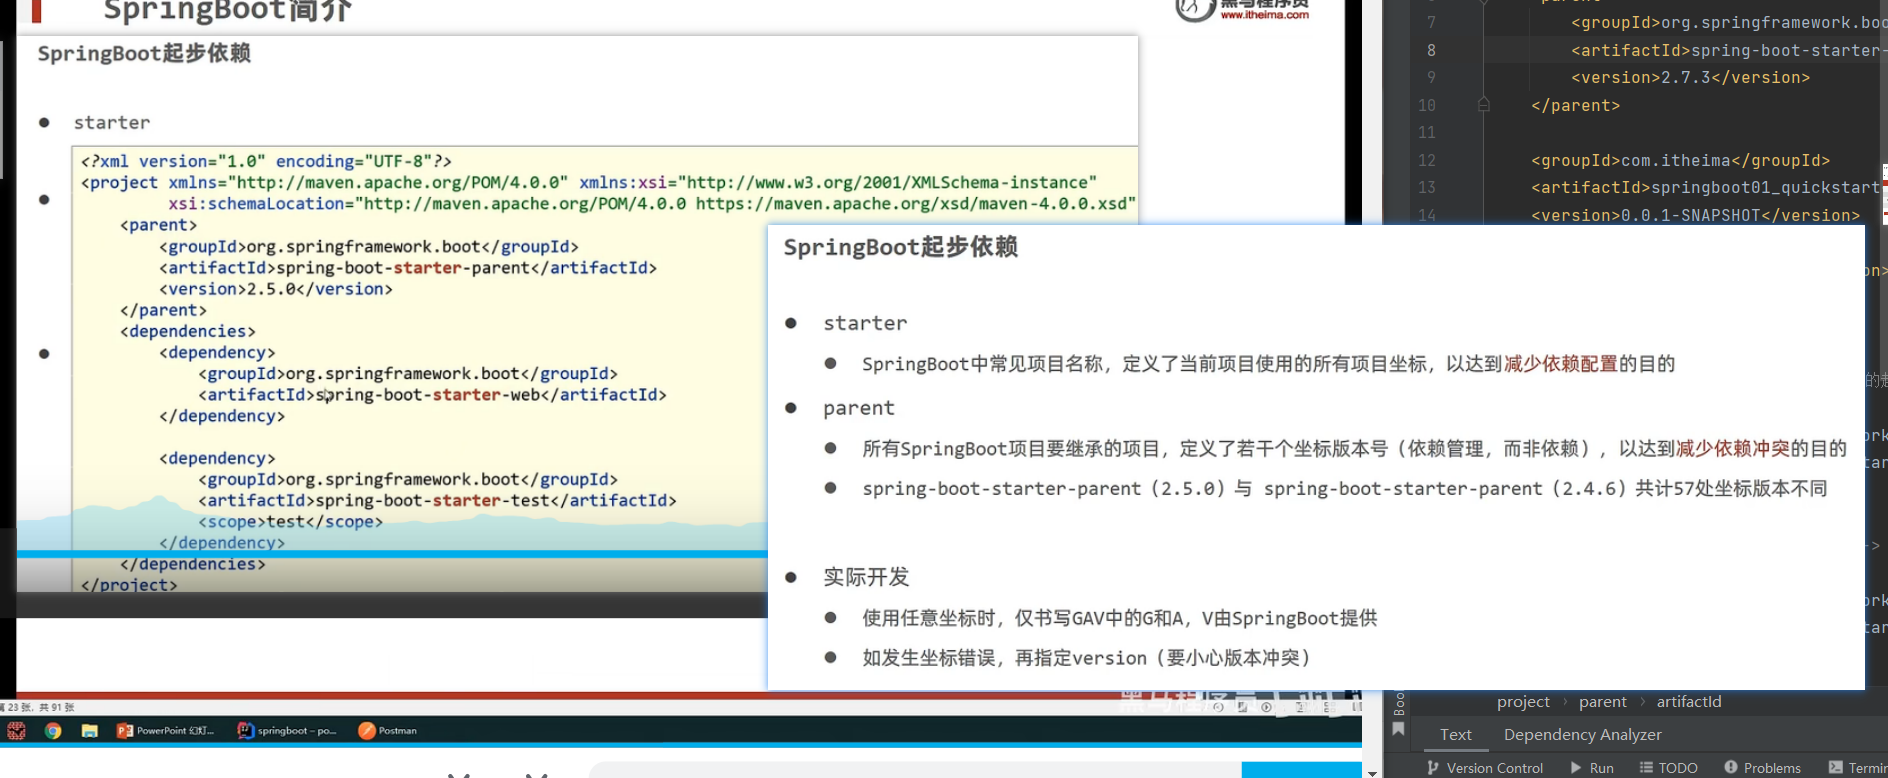 SpringBoot简介
黑马程序员
www.itheima.com
SpringBoot起步依赖
starter
<?xml version="1.0" encoding="UTF-8"?>
<project xmlns="http://maven.apache.org/POM/4.0.0" xmlns:xsi="http://www.w3.org/2001/XMLSchema-instance"
xsi:schemaLocation="http://maven.apache.org/POM/4.0.0 https://maven.apache.org/xsd/maven-4.0.0.xsd"
<parent>
<groupId>org.springframework.boot</groupId>
<artifactId>spring-boot-starter-parent</artifactId>
<version>2.5.0</version>
</parent>
<dependencies>
<dependency>
<groupId>org.springframework.boot</groupId>
<artifactId>spring-boot-starter-web</artifactId>
</dependency>
<dependency>
<groupId>org.springframework.boot</groupId>
<artifactId>spring-boot-starter-test</artifactId>
<scope>test</scope>
</dependency>
</dependencies>
</project>
SpringBoot起步依赖
starter
SpringBoot中常见项目名称，定义了当前项目使用的所有项目坐标，以达到减少依赖配置的目的
parent
所有SpringBoot项目要继承的项目，定义了若干个坐标版本号（依赖管理，而非依赖），以达到减少依赖冲突的目的
spring-boot-starter-parent（2.5.0）与 spring-boot-starter-parent（2.4.6）共计57处坐标版本不同
实际开发
使用任意坐标时，仅书写GAV中的G和A，V由SpringBoot提供
如发生坐标错误，再指定version（要小心版本冲突）
7 <groupId>org.springframework.boo
8 <artifactId>spring-boot-starter-
9 <version>2.7.3</version>
10 </parent>
11
12 <groupId>com.itheima</groupId>
13 <artifactId>springboot01_quickstart
14 <version>0.0.1-SNAPSHOT</version>
project parent artifactId
Text Dependency Analyzer
Version Control Run TODO Problems Termin
第 23 张, 共 91 张
PowerPoint 幻灯... springboot – po... Postman